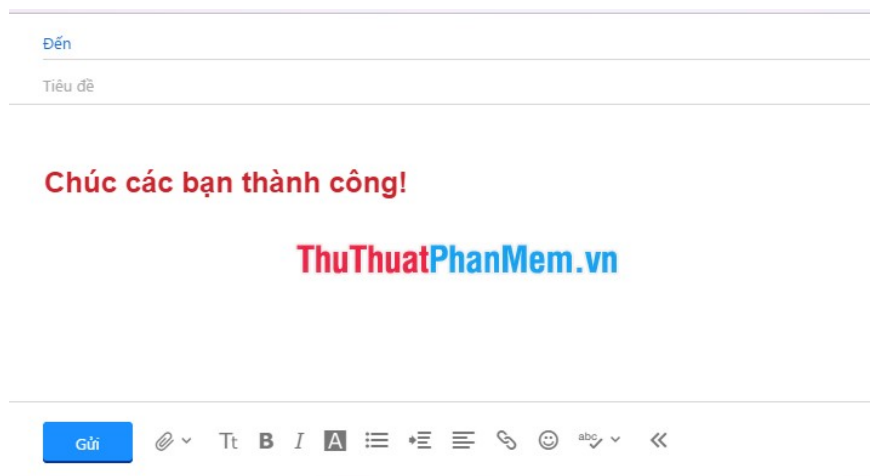 Đến
Tiêu đề
Chúc các bạn thành công!
ThuThuatPhanMem.vn
Gửi Tt B I A abc